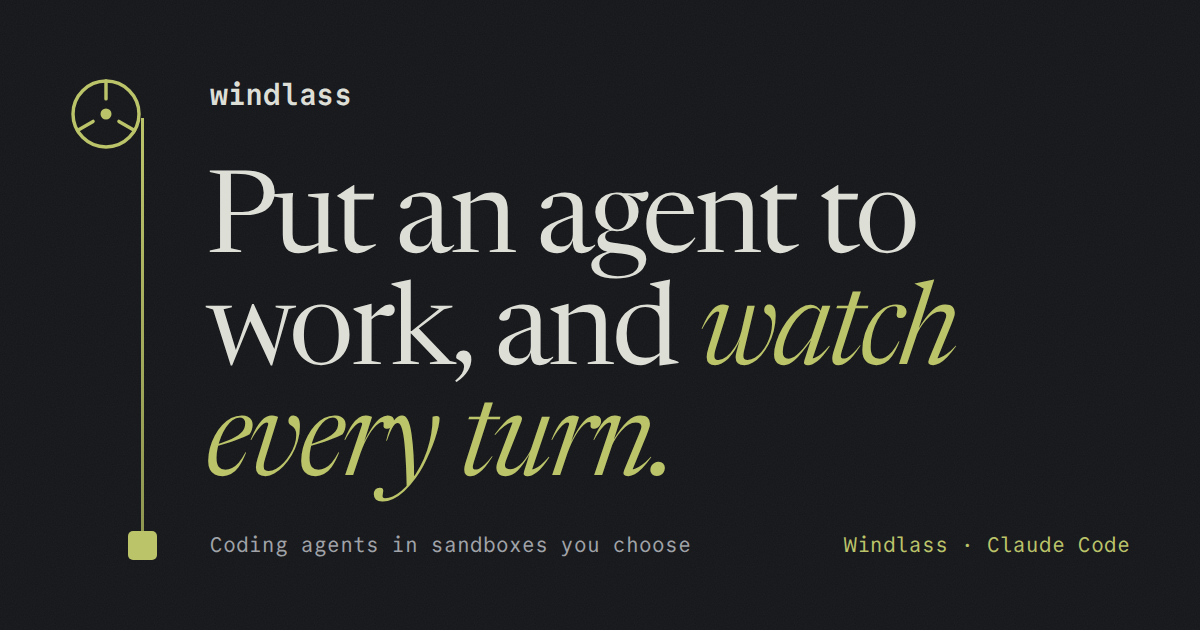 windlass
Put an agent to
work, and watch
every turn.
Coding agents in sandboxes you choose
Windlass · Claude Code